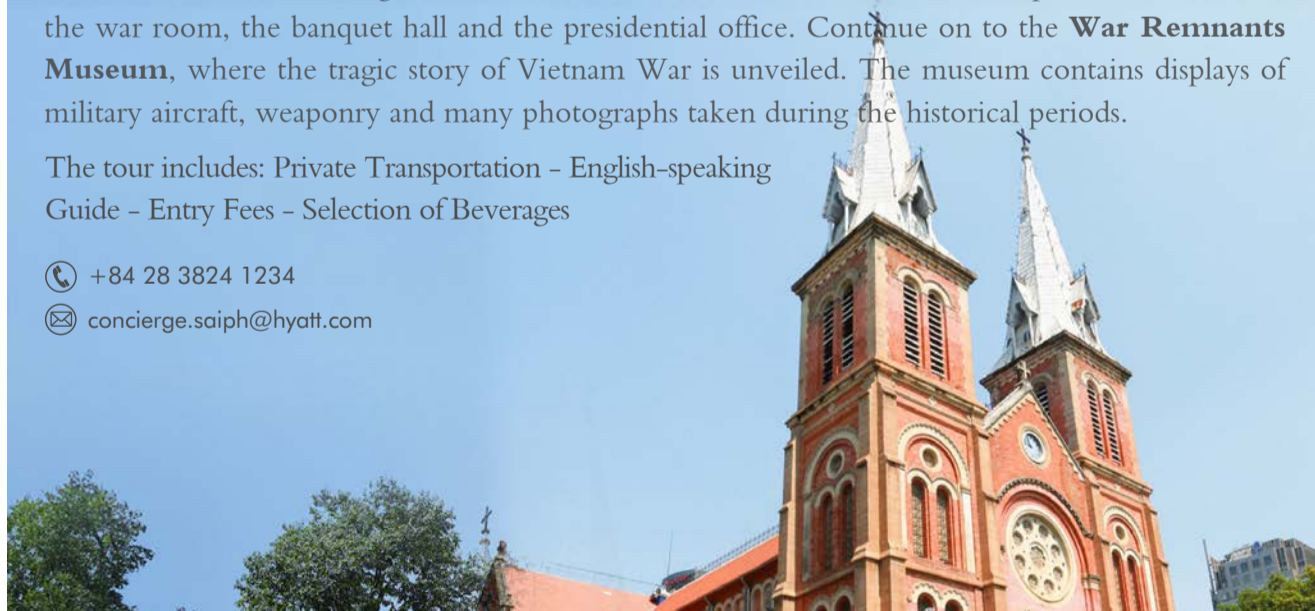 the war room, the banquet hall and the presidential office. Continue on to the War Remnants
Museum, where the tragic story of Vietnam War is unveiled. The museum contains displays of
military aircraft, weaponry and many photographs taken during the historical periods.
The tour includes: Private Transportation - English-speaking
Guide - Entry Fees - Selection of Beverages
+84 28 3824 1234
concierge.saiph@hyatt.com